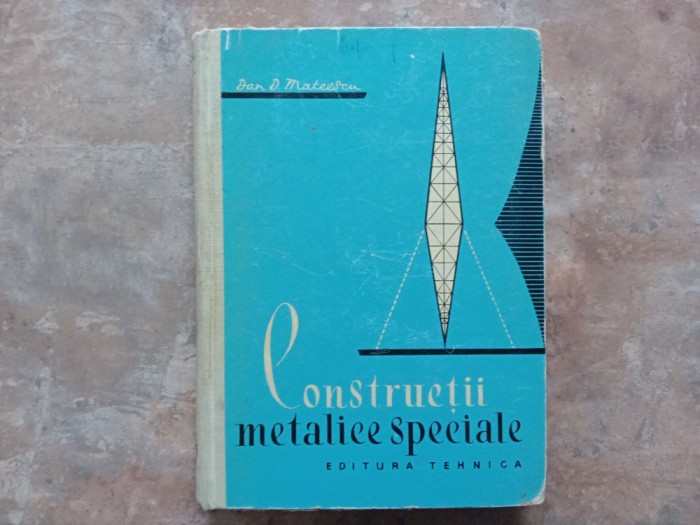 Dan D. Mateescu
Construcții
metalice speciale
EDITURA TEHNICA